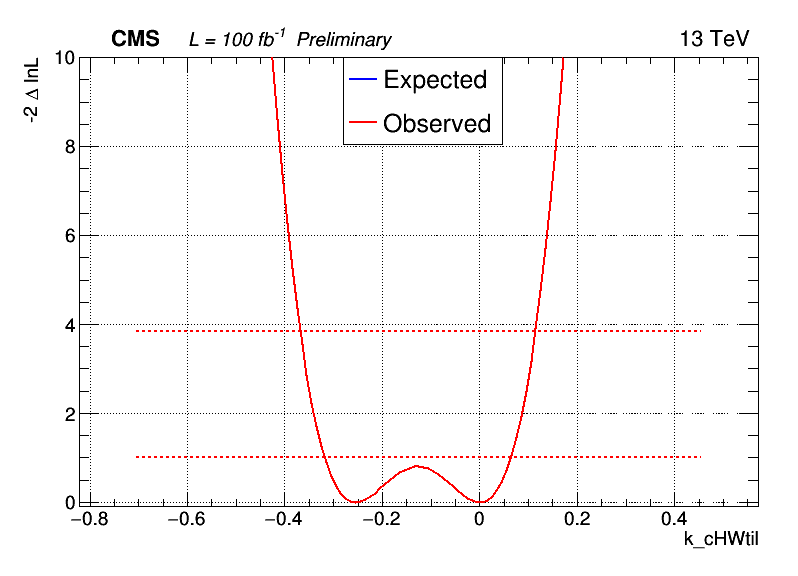 CMS L = 100 fb⁻¹ Preliminary 13 TeV
-2 Δ lnL
Expected
Observed
10
8
6
4
2
0
−0.8 −0.6 −0.4 −0.2 0 0.2 0.4
k_cHWtil